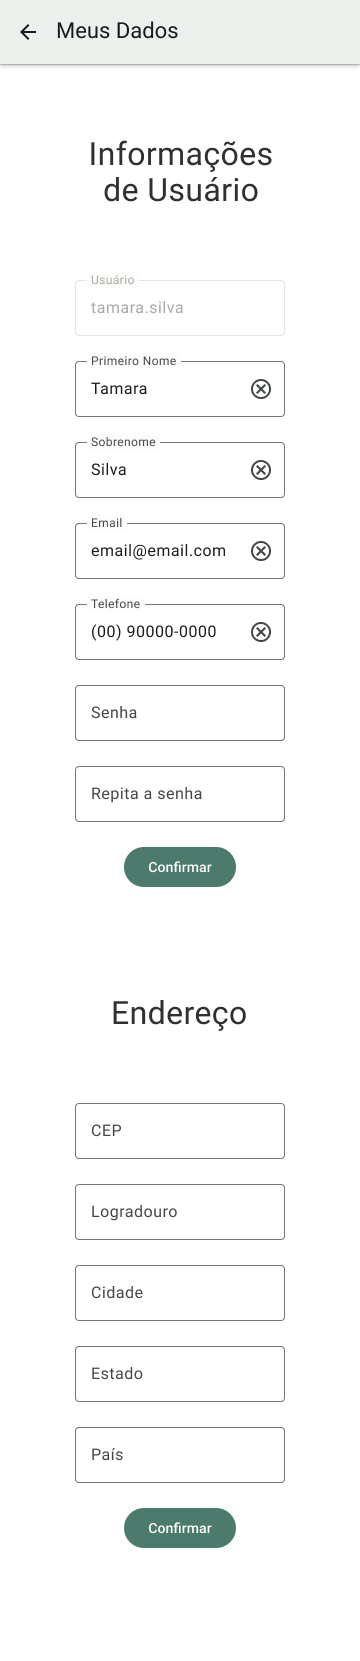 Meus Dados
Informações
de Usuário
Usuário
tamara.silva
Primeiro Nome
Tamara
Sobrenome
Silva
Email
email@email.com
Telefone
(00) 90000-0000
Senha
Repita a senha
Confirmar
Endereço
CEP
Logradouro
Cidade
Estado
País
Confirmar